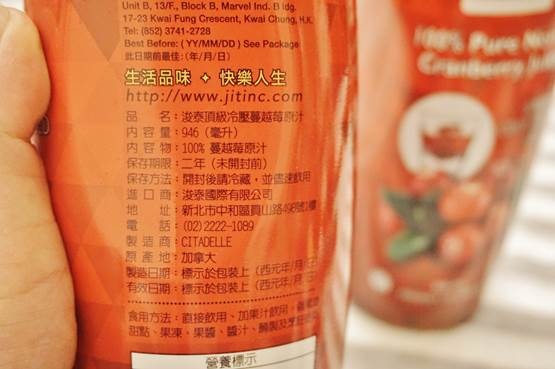 Unit B, 13/F., Block B, Marvel Ind. Bldg.
17-23 Kwai Fung Crescent, Kwai Chung, H.K.
Tel: (852) 3741-2728
Best Before: ( YY/MM/DD ) See Package
此日期前最佳:(年/月/日)
生活品味 + 快樂人生
http://www.jitinc.com
品 名:浚泰頂級冷壓蔓越莓原汁
內 容 量:946 (毫升)
內 容 物:100% 蔓越莓原汁
保存期限:二年 (未開封前)
保存方法:開封後請冷藏,並儘速飲用
進 口 商:浚泰國際有限公司
地 址:新北市中和區員山路498號
電 話:(02) 2222-1089
製 造 商:CITADELLE
原 產 地:加拿大
製造日期:標示於包裝上 (西元年/月/日)
有效日期:標示於包裝上 (西元年/月/日)
食用方法:直接飲用、加果汁飲用、
甜點、果凍、果醬、醬汁、醃製及烹飪
營養標示
100% Pure
Cranberry